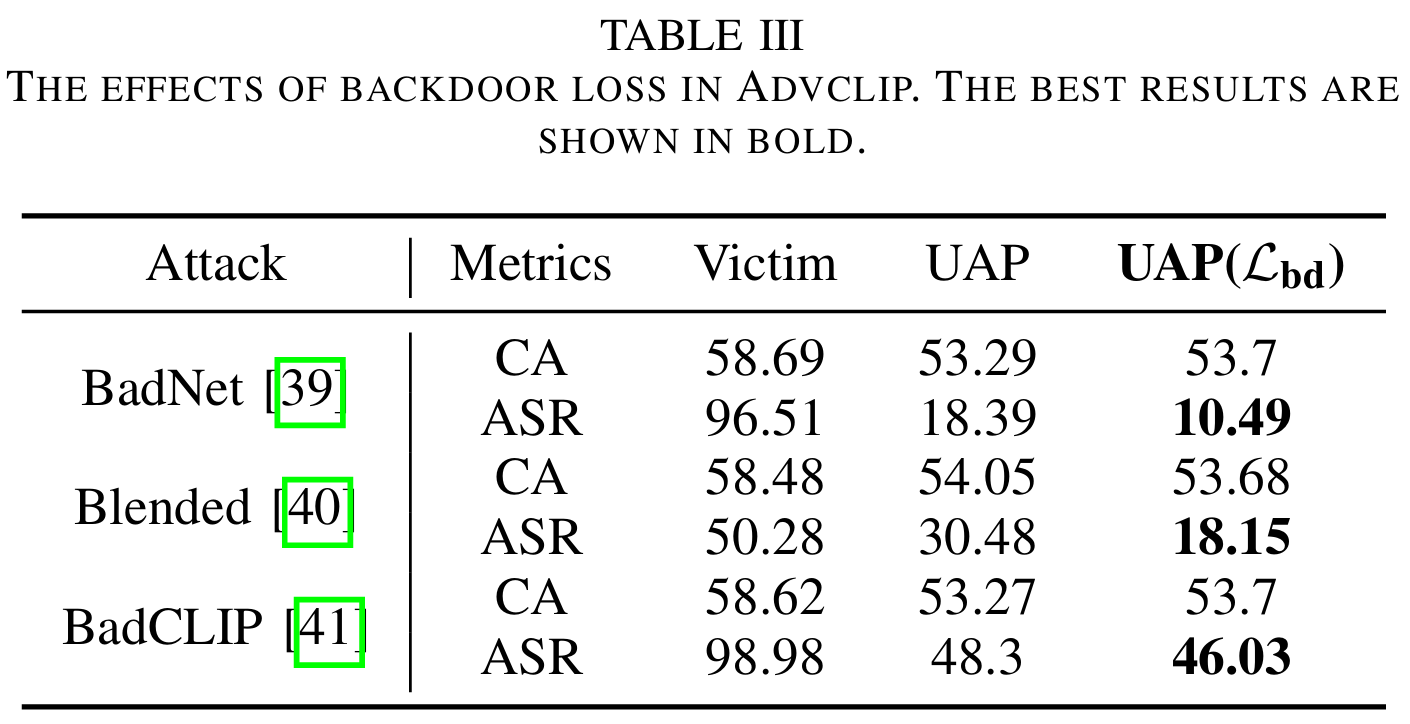 TABLE III
THE EFFECTS OF BACKDOOR LOSS IN ADVCLIP. THE BEST RESULTS ARE
SHOWN IN BOLD.
Attack Metrics Victim UAP UAP(ℒbd)
BadNet [39] CA 58.69 53.29 53.7
ASR 96.51 18.39 10.49
Blended [40] CA 58.48 54.05 53.68
ASR 50.28 30.48 18.15
BadCLIP [41] CA 58.62 53.27 53.7
ASR 98.98 48.3 46.03